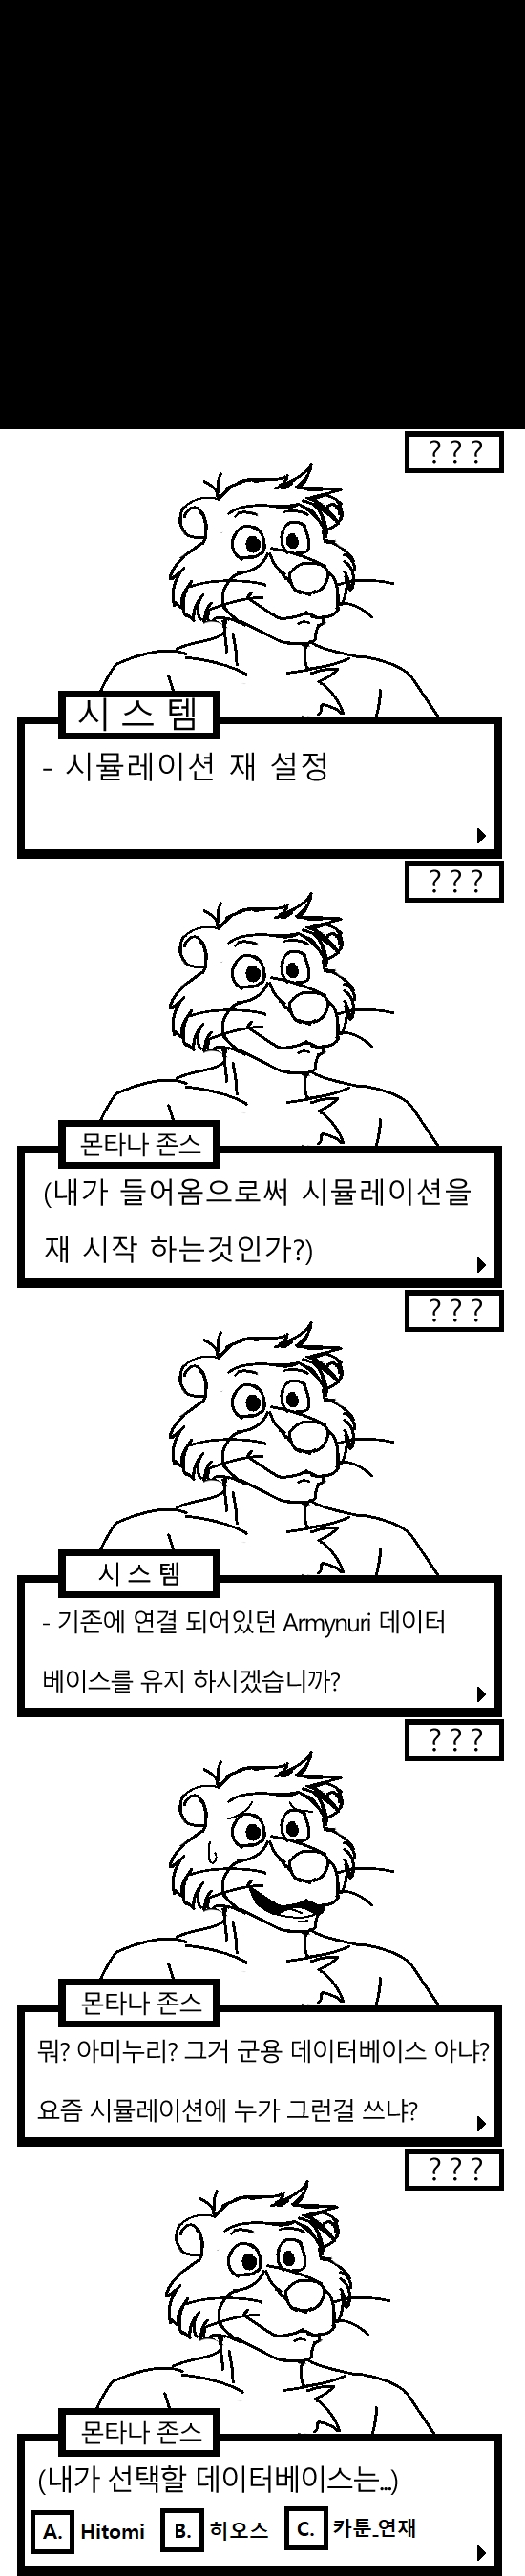 ? ? ?
시 스 템
- 시뮬레이션 재 설정
? ? ?
몬타나 존스
(내가 들어옴으로써 시뮬레이션을
재 시작 하는것인가?)
? ? ?
시 스 템
- 기존에 연결 되어있던 Armynuri 데이터
베이스를 유지 하시겠습니까?
? ? ?
몬타나 존스
뭐? 아미누리? 그거 군용 데이터베이스 아냐?
요즘 시뮬레이션에 누가 그런걸 쓰냐?
? ? ?
몬타나 존스
(내가 선택할 데이터베이스는...)
A. Hitomi B. 히오스 C. 카툰_연재